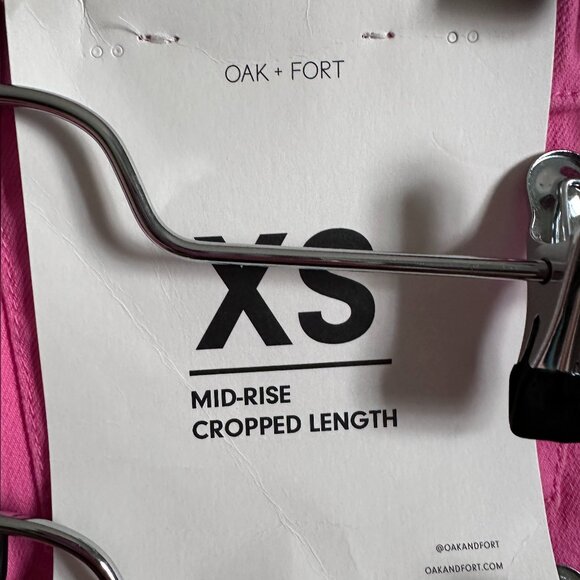 OAK + FORT
XS
MID-RISE
CROPPED LENGTH
@OAKANDFORT
OAKANDFORT.COM